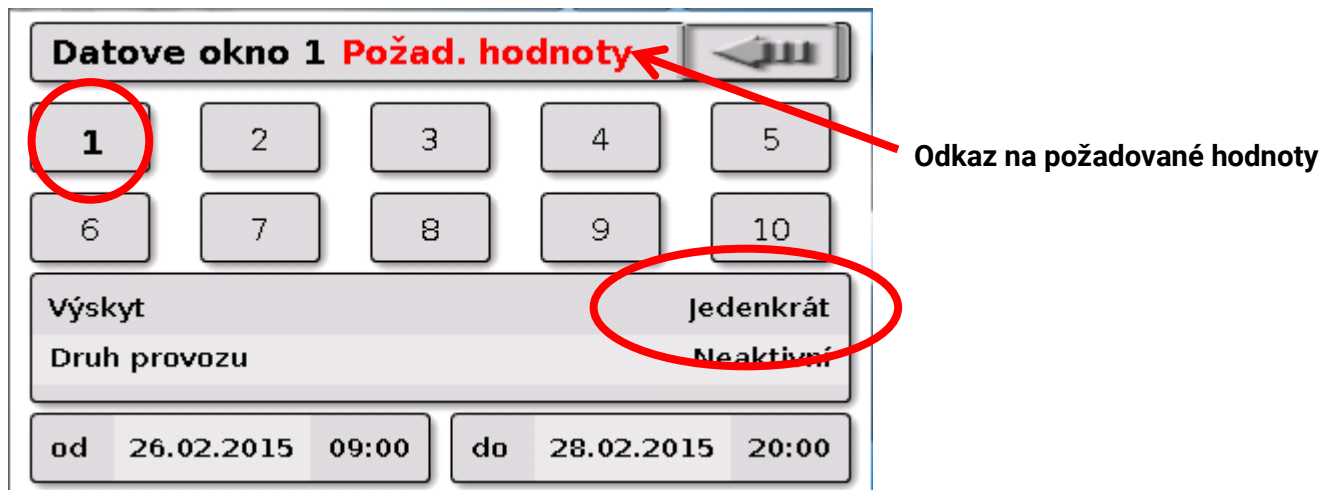 Datove okno 1 Požad. hodnoty
1 2 3 4 5
Odkaz na požadované hodnoty
6 7 8 9 10
Výskyt Jedenkrát
Druh provozu Neaktivní
od 26.02.2015 09:00 do 28.02.2015 20:00